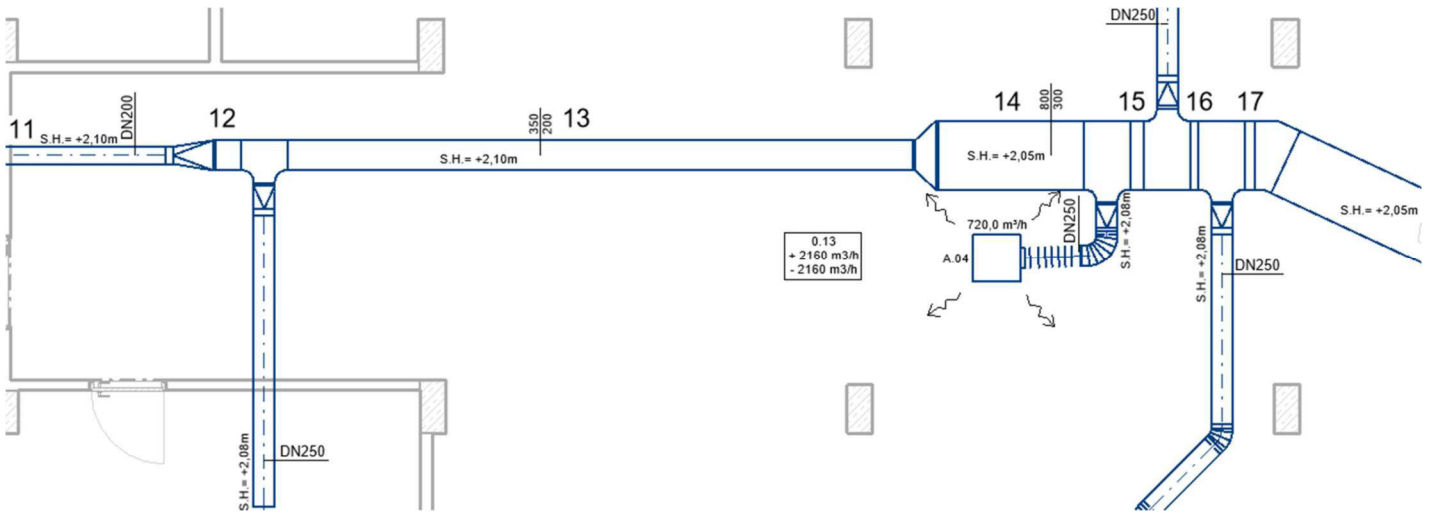 DN250
11
S.H.= +2,10m
DN200
12
350
200
13
S.H.= +2,10m
14
800
300
S.H.= +2,05m
15
16
17
S.H.= +2,05m
720,0 m³/h
DN250
S.H.= +2,08m
0.13
+ 2160 m3/h
- 2160 m3/h
A.04
S.H.= +2,08m
DN250
S.H.= +2,08m
DN250